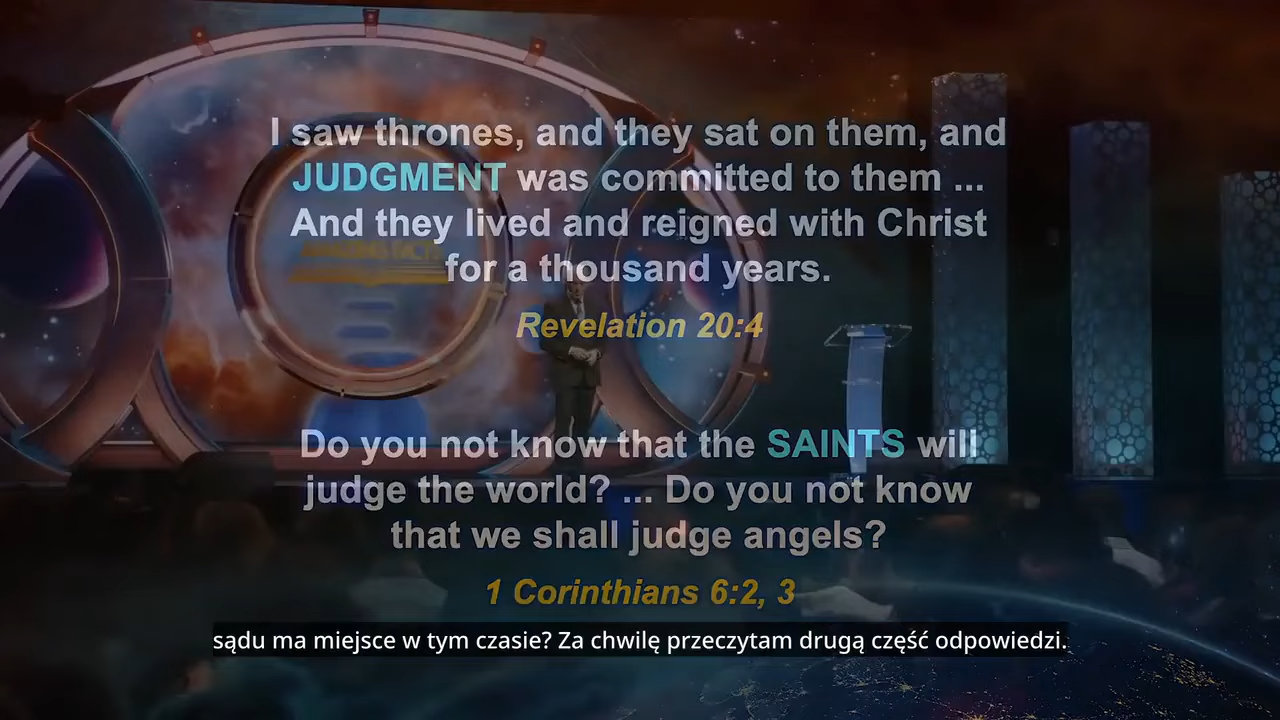 I saw thrones, and they sat on them, and
JUDGMENT was committed to them ...
And they lived and reigned with Christ
for a thousand years.
Revelation 20:4
Do you not know that the SAINTS will
judge the world? ... Do you not know
that we shall judge angels?
1 Corinthians 6:2, 3
sądu ma miejsce w tym czasie? Za chwilę przeczytam drugą część odpowiedzi.